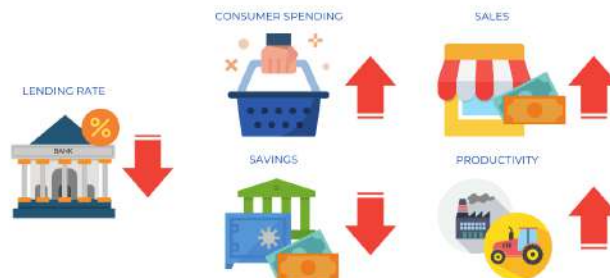 CONSUMER SPENDING
SALES
LENDING RATE
%
BANK
SAVINGS
PRODUCTIVITY